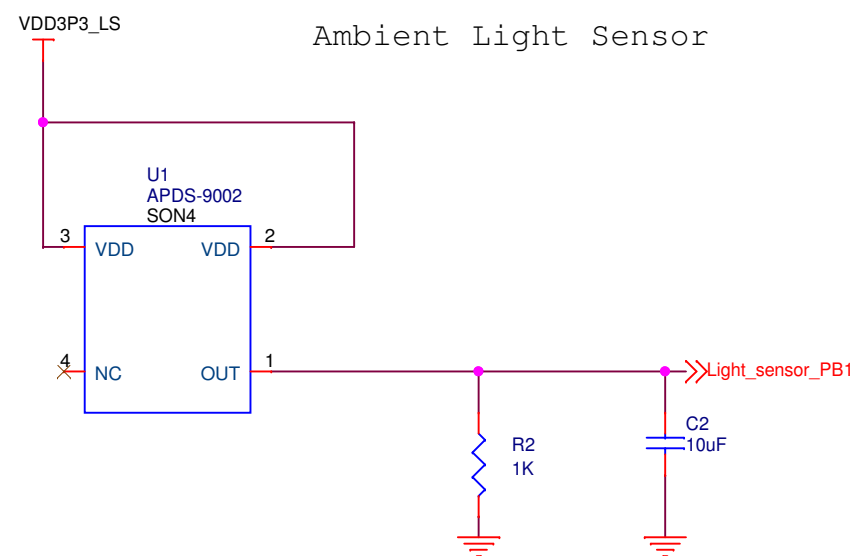 VDD3P3_LS
Ambient Light Sensor
U1
APDS-9002
SON4
3
VDD
VDD
2
4
NC
OUT
1
Light_sensor_PB1
R2
1K
C2
10uF